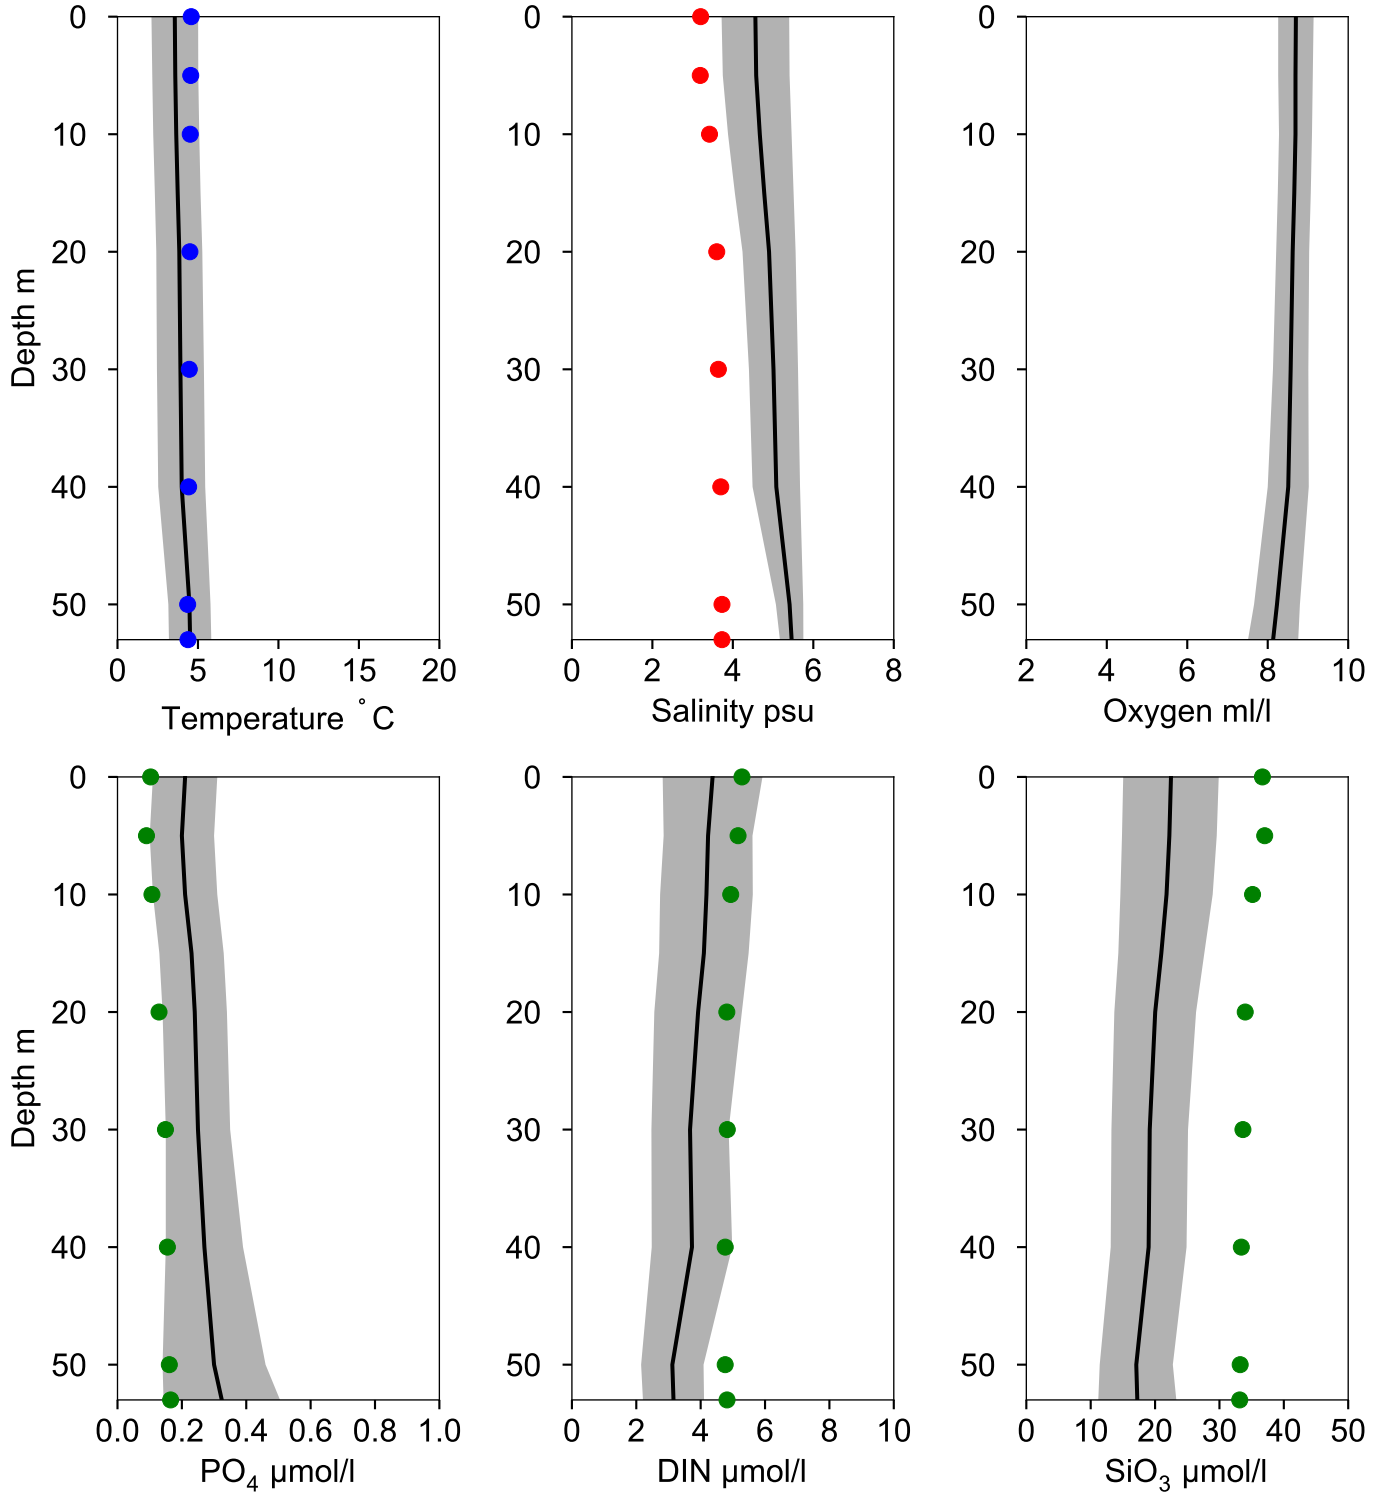 0
10
20
30
40
50
Depth m
0 5 10 15 20
Temperature ˚C
0
10
20
30
40
50
0 2 4 6 8
Salinity psu
0
10
20
30
40
50
2 4 6 8 10
Oxygen ml/l
0
10
20
30
40
50
Depth m
0.0 0.2 0.4 0.6 0.8 1.0
PO₄ µmol/l
0
10
20
30
40
50
0 2 4 6 8 10
DIN µmol/l
0
10
20
30
40
50
0 10 20 30 40 50
SiO₃ µmol/l